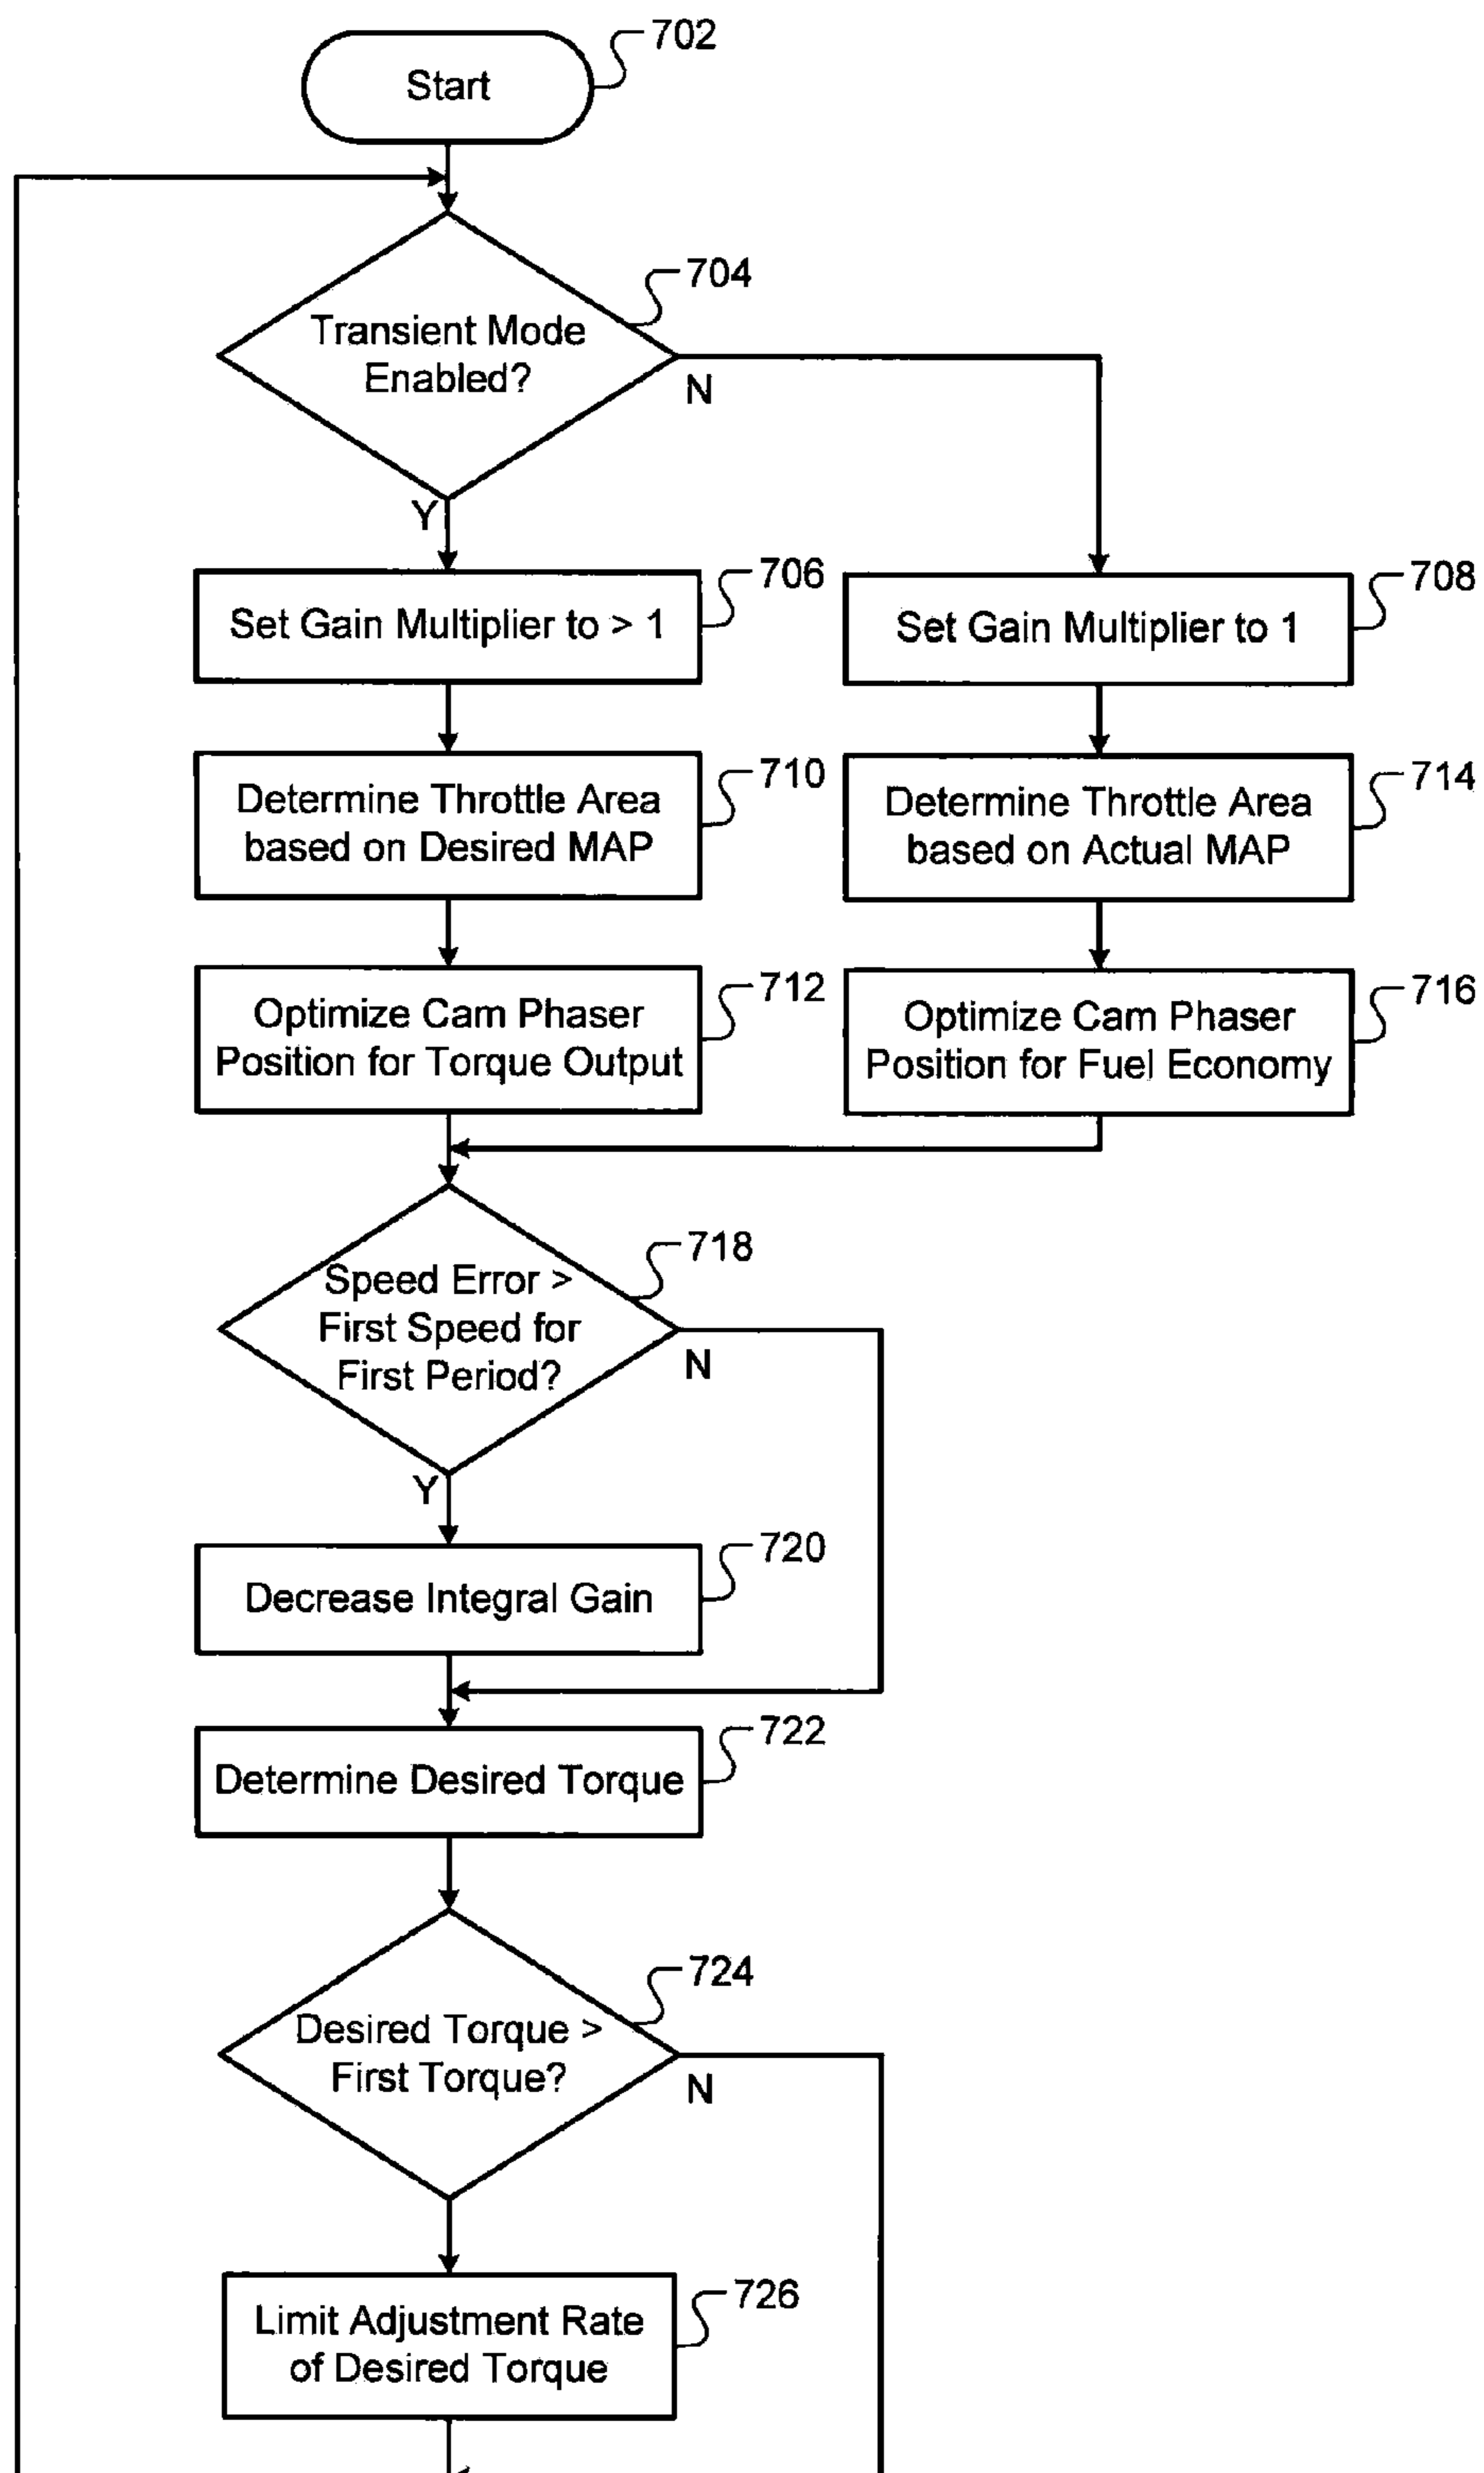 702
Start
704
Transient Mode
Enabled?
N
Y
706
Set Gain Multiplier to > 1
708
Set Gain Multiplier to 1
710
Determine Throttle Area
based on Desired MAP
714
Determine Throttle Area
based on Actual MAP
712
Optimize Cam Phaser
Position for Torque Output
716
Optimize Cam Phaser
Position for Fuel Economy
718
Speed Error >
First Speed for
First Period?
N
Y
720
Decrease Integral Gain
722
Determine Desired Torque
724
Desired Torque >
First Torque?
N
726
Limit Adjustment Rate
of Desired Torque